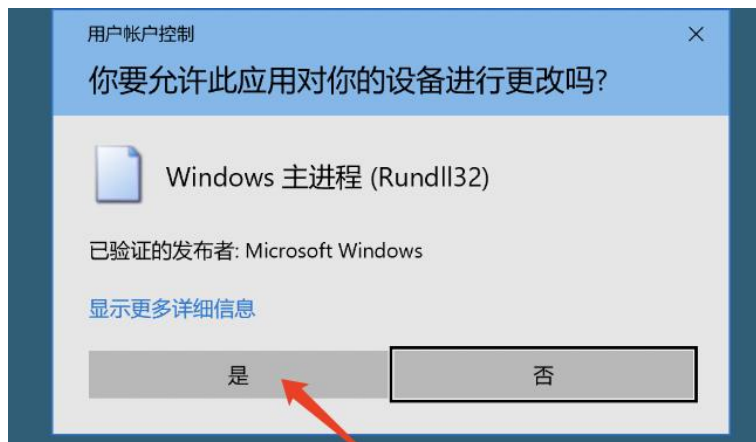 用户帐户控制
你要允许此应用对你的设备进行更改吗?
Windows 主进程 (Rundll32)
已验证的发布者: Microsoft Windows
显示更多详细信息
是
否